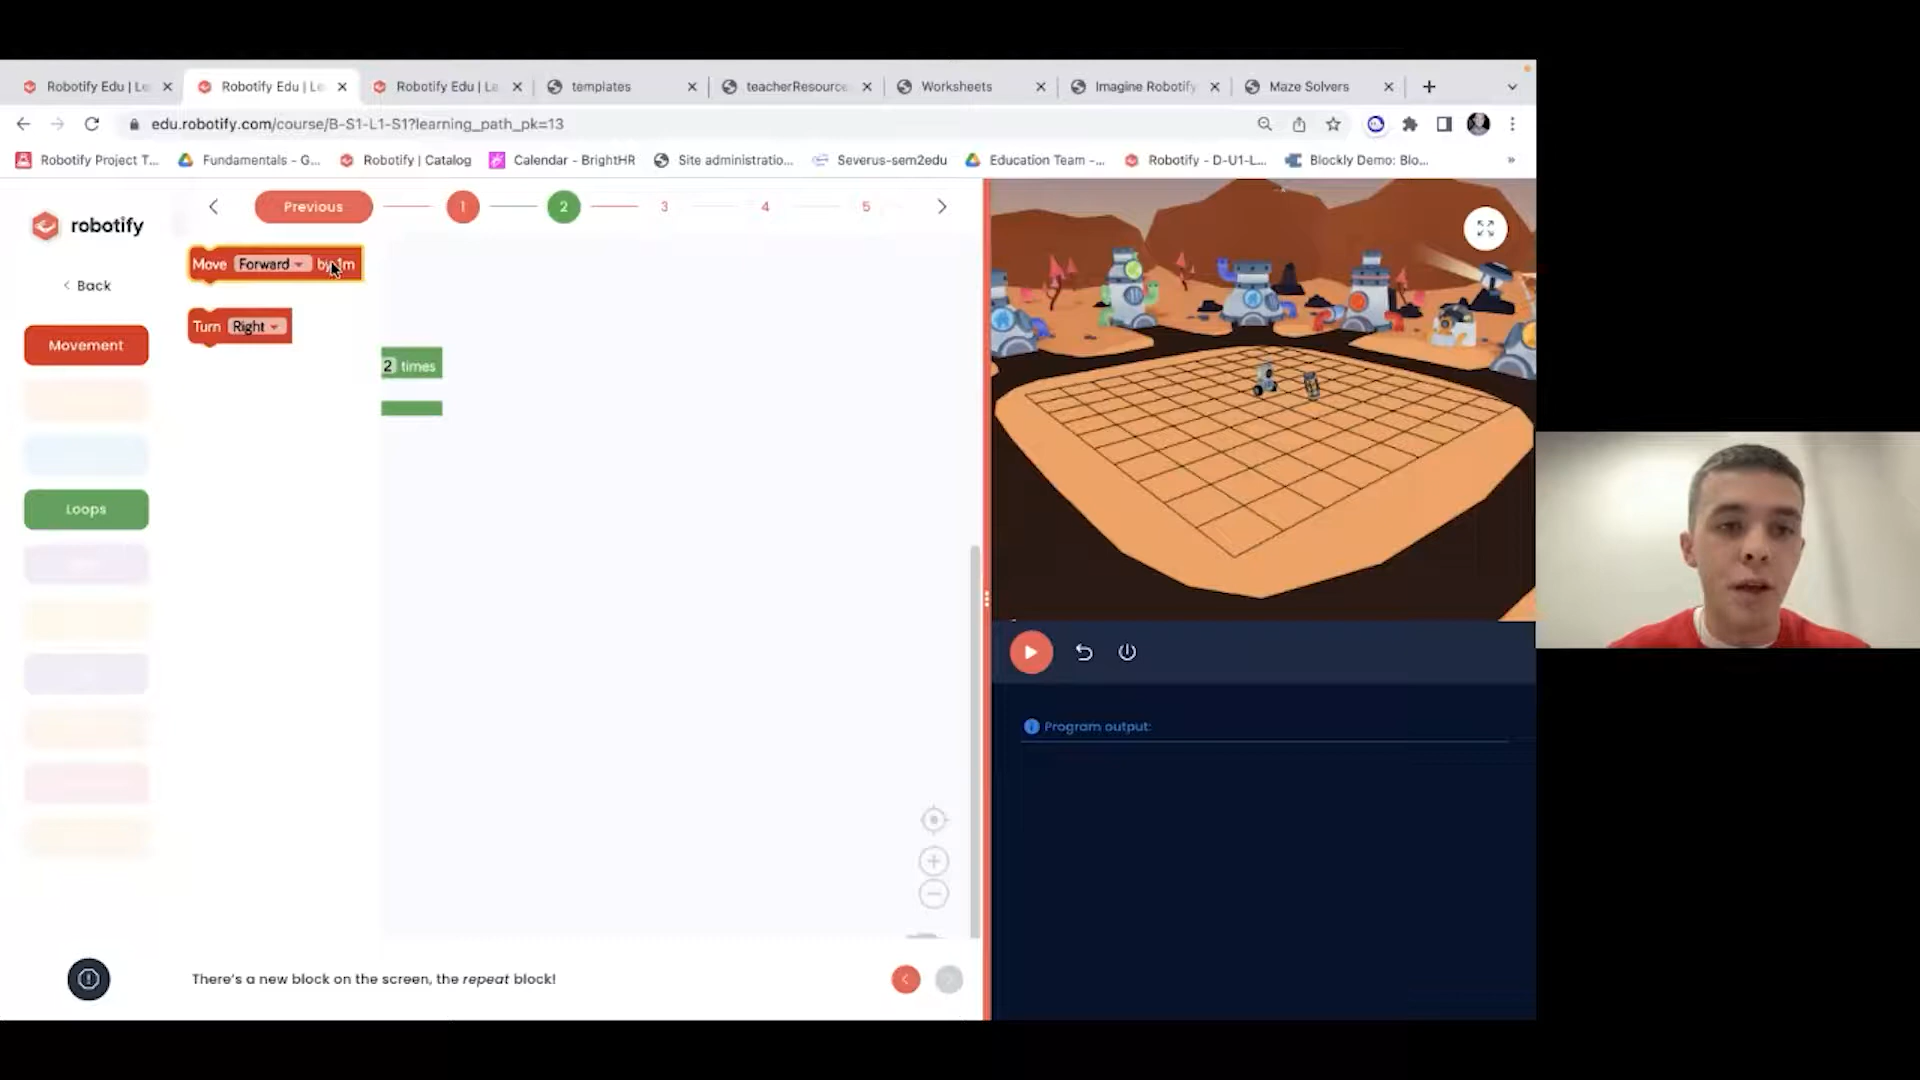 Robotify Edu | Le
Robotify Edu | Le
Robotify Edu | Le
templates
teacherResource
Worksheets
Imagine Robotify
Maze Solvers
edu.robotify.com/course/B-S1-L1-S1?learning_path_pk=13
Robotify Project T...
Fundamentals - G...
Robotify | Catalog
Calendar - BrightHR
Site administratio...
Severus-sem2edu
Education Team -...
Robotify - D-U1-L...
Blockly Demo: Blo...
robotify
Previous
1
2
3
4
5
Back
Move Forward by 1m
Turn Right
2 times
Movement
Loops
Program output:
There's a new block on the screen, the repeat block!